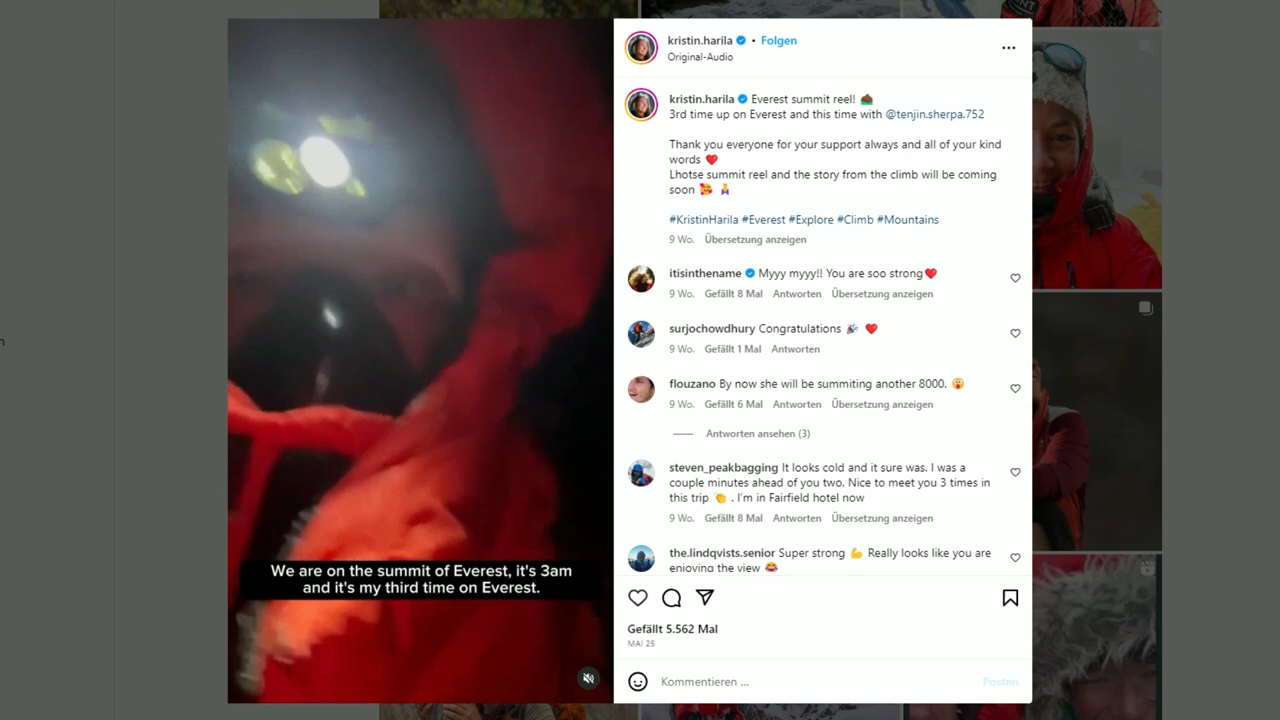 kristin.harila • Folgen
Original-Audio
kristin.harila Everest summit reel!
3rd time up on Everest and this time with @tenjin.sherpa.752
Thank you everyone for your support always and all of your kind
words
Lhotse summit reel and the story from the climb will be coming
soon
#KristinHarila #Everest #Explore #Climb #Mountains
9 Wo. Übersetzung anzeigen
itisinthename Myyy myyy!! You are soo strong
9 Wo. Gefällt 8 Mal Antworten Übersetzung anzeigen
surjochowdhury Congratulations
9 Wo. Gefällt 1 Mal Antworten
flouzano By now she will be summiting another 8000.
9 Wo. Gefällt 6 Mal Antworten Übersetzung anzeigen
Antworten ansehen (3)
steven_peakbagging It looks cold and it sure was. I was a
couple minutes ahead of you two. Nice to meet you 3 times in
this trip . I'm in Fairfield hotel now
9 Wo. Gefällt 8 Mal Antworten Übersetzung anzeigen
the.lindqvists.senior Super strong Really looks like you are
enjoying the view
We are on the summit of Everest, it's 3am
and it's my third time on Everest.
Gefällt 5.562 Mal
MAI 25
Kommentieren ...
Posten